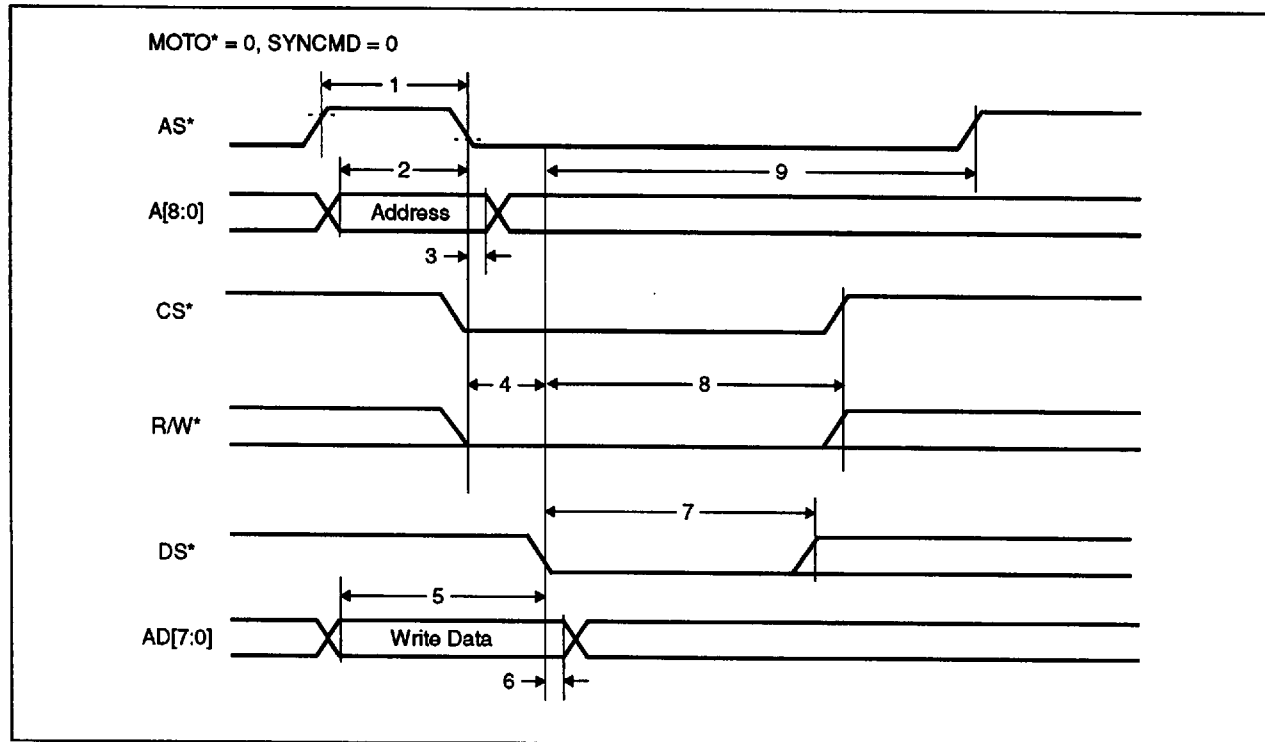 MOTO* = 0, SYNCMD = 0
1
AS*
2
9
A[8:0]
Address
3
CS*
4
8
R/W*
7
DS*
5
AD[7:0]
Write Data
6